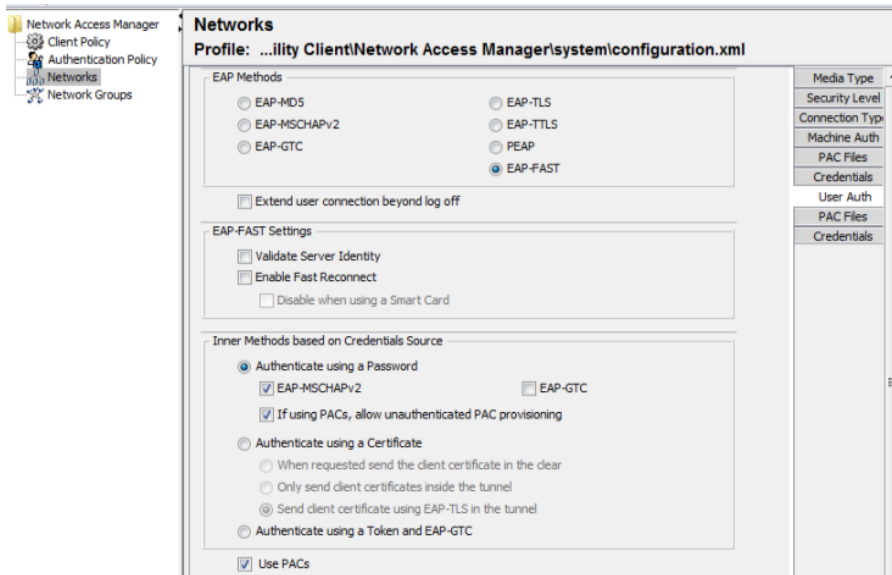 Network Access Manager
Client Policy
Authentication Policy
Networks
Network Groups
Networks
Profile: ...ility Client\Network Access Manager\system\configuration.xml
EAP Methods
EAP-MD5 EAP-TLS
EAP-MSCHAPv2 EAP-TTLS
EAP-GTC PEAP
EAP-FAST
Extend user connection beyond log off
EAP-FAST Settings
Validate Server Identity
Enable Fast Reconnect
Disable when using a Smart Card
Inner Methods based on Credentials Source
Authenticate using a Password
EAP-MSCHAPv2 EAP-GTC
If using PACs, allow unauthenticated PAC provisioning
Authenticate using a Certificate
When requested send the client certificate in the clear
Only send client certificates inside the tunnel
Send client certificate using EAP-TLS in the tunnel
Authenticate using a Token and EAP-GTC
Use PACs
Media Type
Security Level
Connection Typ
Machine Auth
PAC Files
Credentials
User Auth
PAC Files
Credentials